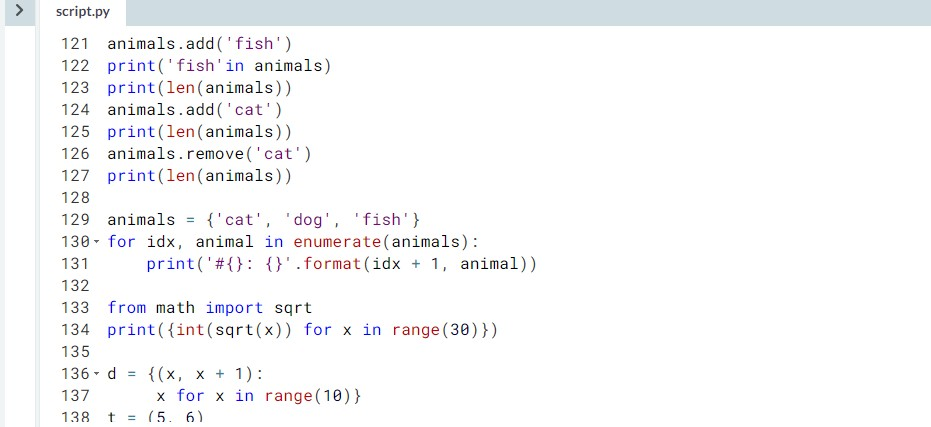 script.py
121 animals.add('fish')
122 print('fish'in animals)
123 print(len(animals))
124 animals.add('cat')
125 print(len(animals))
126 animals.remove('cat')
127 print(len(animals))
128
129 animals = {'cat', 'dog', 'fish'}
130 for idx, animal in enumerate(animals):
131     print('#{}: {}'.format(idx + 1, animal))
132
133 from math import sqrt
134 print({int(sqrt(x)) for x in range(30)})
135
136 d = {(x, x + 1):
137      x for x in range(10)}
138 t = (5, 6)